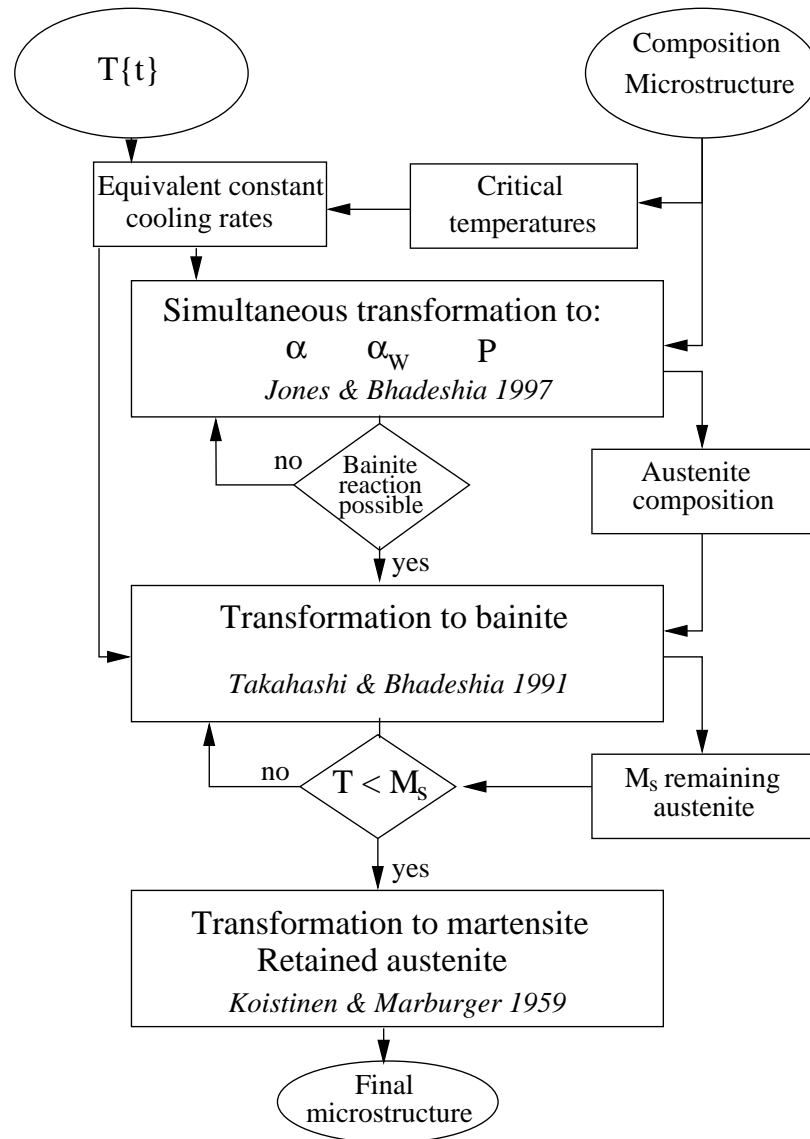 T{t}
Composition
Microstructure
Equivalent constant
cooling rates
Critical
temperatures
Simultaneous transformation to:
α αW P
Jones & Bhadeshia 1997
no
Bainite
reaction
possible
yes
Austenite
composition
Transformation to bainite
Takahashi & Bhadeshia 1991
no
T < Ms
Ms remaining
austenite
yes
Transformation to martensite
Retained austenite
Koistinen & Marburger 1959
Final
microstructure